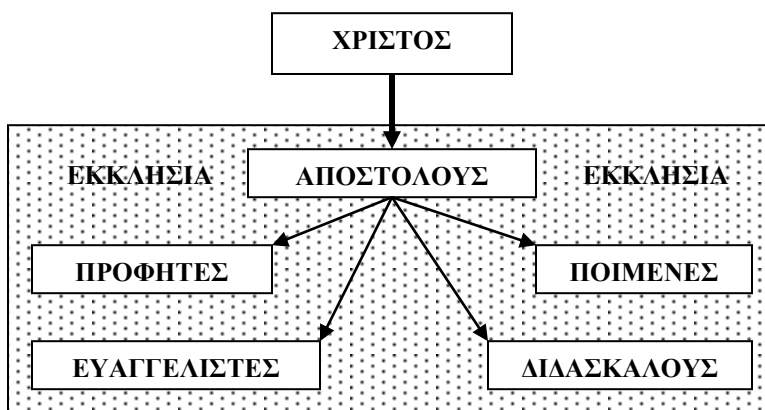 ΧΡΙΣΤΟΣ
ΕΚΚΛΗΣΙΑ ΑΠΟΣΤΟΛΟΥΣ ΕΚΚΛΗΣΙΑ
ΠΡΟΦΗΤΕΣ ΠΟΙΜΕΝΕΣ
ΕΥΑΓΓΕΛΙΣΤΕΣ ΔΙΔΑΣΚΑΛΟΥΣ